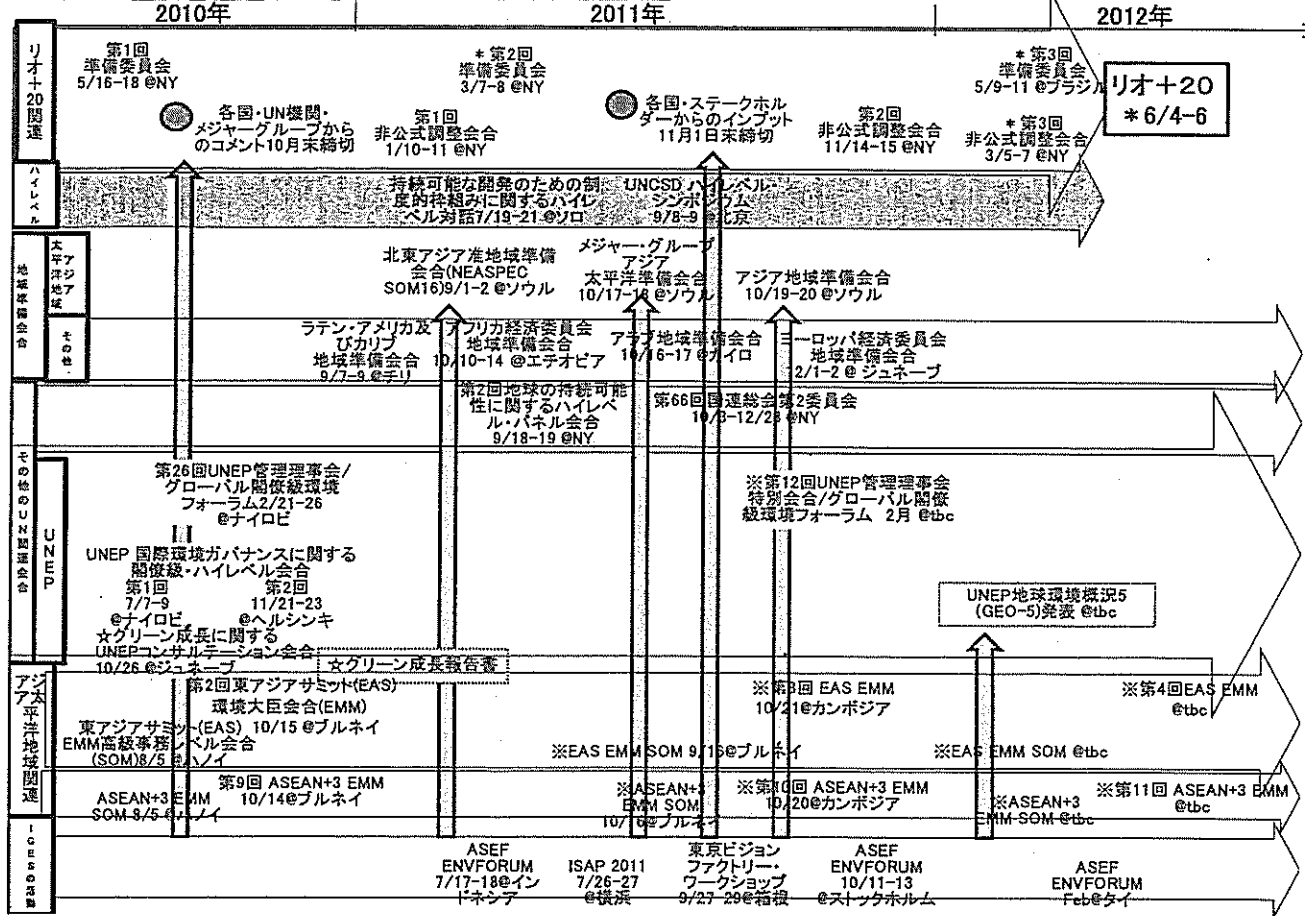 2010年
2011年
2012年
リオ+20関連
第1回
準備委員会
5/16-18 @NY
各国・UN機関・
メジャーグループから
のコメント10月末締切
*第2回
準備委員会
3/7-8 @NY
第1回
非公式調整会合
1/10-11 @NY
各国・ステークホル
ダーからのインプット
11月1日末締切
第2回
非公式調整会合
11/14-15 @NY
*第3回
準備委員会
5/9-11 @ブラジル
*第3回
非公式調整会合
3/5-7 @NY
リオ+20
*6/4-6
ハイレベル
持続可能な開発のための制
度的枠組みに関するハイレ
ベル対話7/19-21 @ソロ
UNCSD ハイレベル・
シンポジウム
9/8-9 @北京
地域準備会合
アジア
太平洋地域
北東アジア准地域準備
会合(NEASPEC
SOM16)9/1-2 @ソウル
メジャー・グループ
アジア
太平洋準備会合
10/17-18 @ソウル
アジア地域準備会合
10/19-20 @ソウル
その他
ラテン・アメリカ及
びカリブ
地域準備会合
9/7-9 @チリ
アフリカ経済委員会
地域準備会合
10/10-14 @エチオピア
アラブ地域準備会合
10/16-17 @カイロ
ヨーロッパ経済委員会
地域準備会合
2/1-2 @ ジュネーブ
その他のUN関連会合
第2回地球の持続可能
性に関するハイレベ
ル・パネル会合
9/18-19 @NY
第66回国連総会第2委員会
@NY
UNEP
第26回UNEP管理理事会/
グローバル閣僚級環境
フォーラム2/21-26
@ナイロビ
※第12回UNEP管理理事会
特別会合/グローバル閣僚
級環境フォーラム 2月 @tbc
UNEP 国際環境ガバナンスに関する
閣僚級・ハイレベル会合
第1回
7/7-9
@ナイロビ
第2回
11/21-23
@ヘルシンキ
☆グリーン成長に関する
UNEPコンサルテーション会合
10/26 @ジュネーブ
☆グリーン成長報告書
UNEP地球環境概況5
(GEO-5)発表 @tbc
アジア太平洋地域関連
第2回東アジアサミット(EAS)
環境大臣会合(EMM)
10/15 @ブルネイ
東アジアサミット(EAS)
EMM高級事務レベル会合
(SOM)8/5 @ハノイ
※第3回 EAS EMM
10/21@カンボジア
※第4回EAS EMM
@tbc
※EAS EMM SOM 9/16@ブルネイ
※EAS EMM SOM @tbc
第9回 ASEAN+3 EMM
10/14@ブルネイ
ASEAN+3 EMM
SOM 8/5 @ハノイ
※ASEAN+3
EMM SOM
@ブルネイ
※第10回 ASEAN+3 EMM
10/20@カンボジア
※ASEAN+3
EMM SOM @tbc
※第11回 ASEAN+3 EMM
@tbc
IGESの活動
ASEF
ENVFORUM
7/17-18@イン
ドネシア
ISAP 2011
7/26-27
@横浜
東京ビジョン
ファクトリー・
ワークショップ
9/27-29@箱根
ASEF
ENVFORUM
10/11-13
@ストックホルム
ASEF
ENVFORUM
Feb@タイ